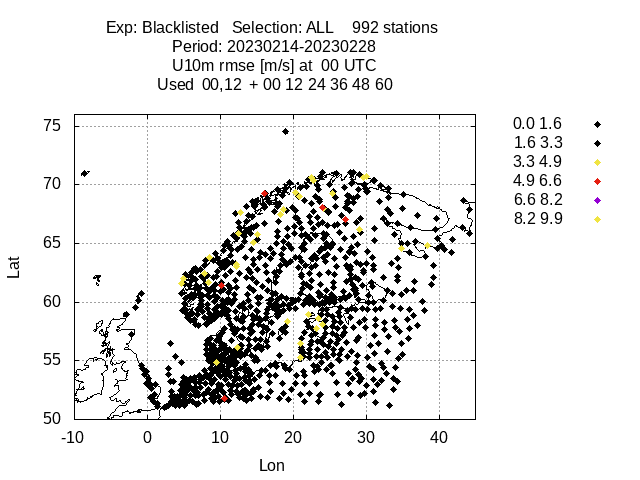 Exp: Blacklisted   Selection: ALL    992 stations
Period: 20230214-20230228
U10m rmse [m/s] at  00 UTC
Used  00,12  + 00 12 24 36 48 60
0.0 1.6
1.6 3.3
3.3 4.9
4.9 6.6
6.6 8.2
8.2 9.9
75
70
65
60
55
50
Lat
-10 0 10 20 30 40
Lon